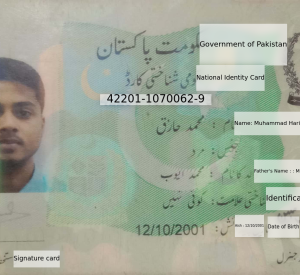 حکومت پاکستان Government of Pakistan
قومی شناختی کارڈ National Identity Card
42201-1070062-9
نام : محمد حارق Name: Muhammad Hari
جنس: مرد
والد کا نام : محمد ایوب Father's Name : : M
شناختی علامت: کوئی نہیں Identifica
12/10/2001 Date of Birth
Signature card